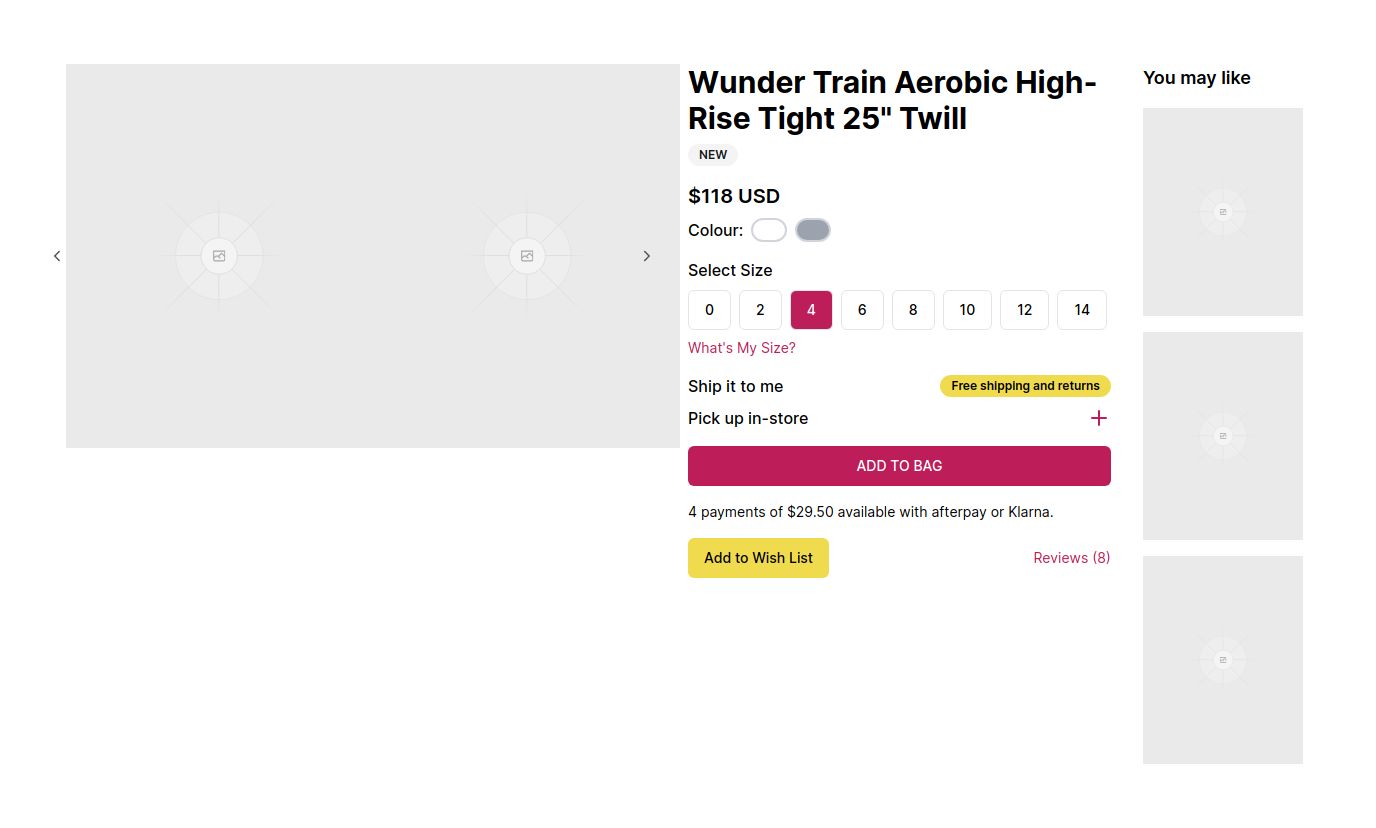 Wunder Train Aerobic High-
Rise Tight 25" Twill
NEW
$118 USD
Colour:
Select Size
0 2 4 6 8 10 12 14
What's My Size?
Ship it to me Free shipping and returns
Pick up in-store
ADD TO BAG
4 payments of $29.50 available with afterpay or Klarna.
Add to Wish List Reviews (8)
You may like